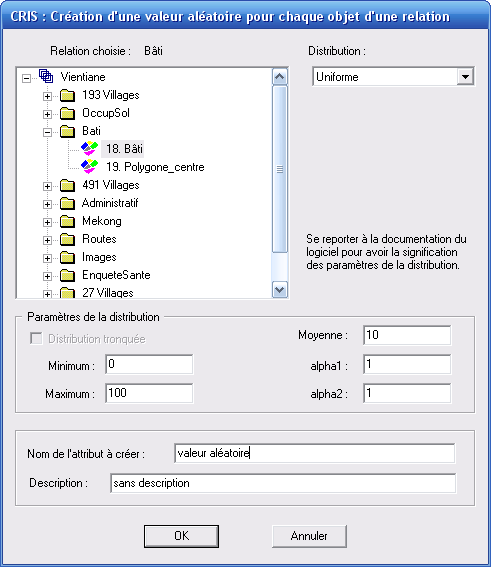 CRIS : Création d'une valeur aléatoire pour chaque objet d'une relation
Relation choisie : Bâti
Distribution :
Uniforme
Vientiane
193 Villages
OccupSol
Bati
18. Bâti
19. Polygone_centre
491 Villages
Administratif
Mekong
Routes
Images
EnqueteSante
27 Villages
Se reporter à la documentation du
logiciel pour avoir la signification
des paramètres de la distribution.
Paramètres de la distribution
Distribution tronquée
Moyenne : 10
Minimum : 0
alpha1 : 1
Maximum : 100
alpha2 : 1
Nom de l'attribut à créer : valeur aléatoire
Description : sans description
OK
Annuler